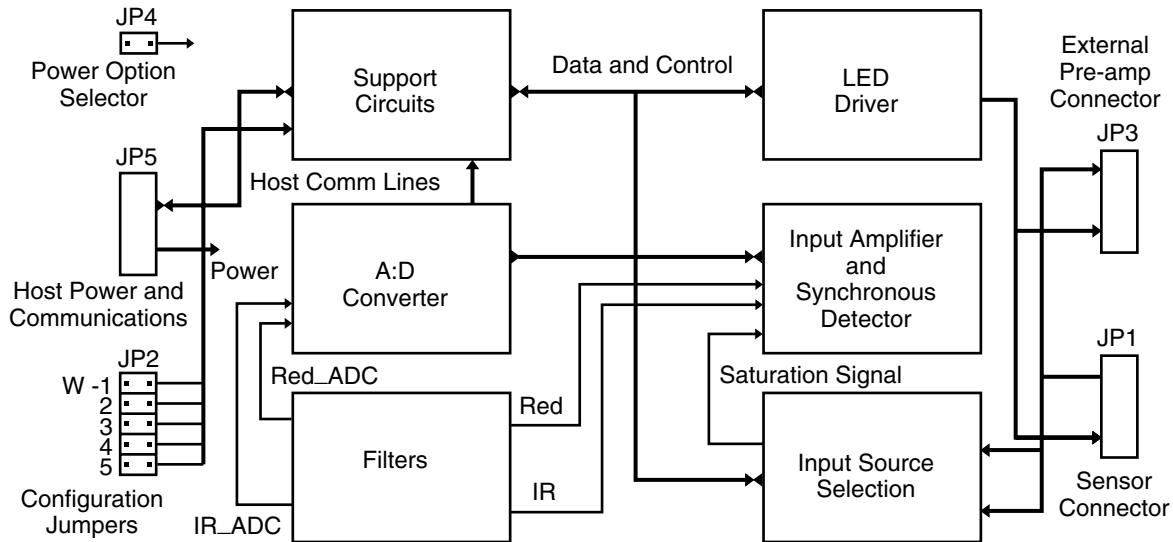 JP4
Power Option
Selector
Support
Circuits
Data and Control
LED
Driver
External
Pre-amp
Connector
JP3
JP5
Host Comm Lines
Power
Host Power and
Communications
A:D
Converter
Input Amplifier
and
Synchronous
Detector
JP2
W -1
2
3
4
5
Configuration
Jumpers
Red_ADC
IR_ADC
Filters
Red
IR
Saturation Signal
Input Source
Selection
JP1
Sensor
Connector